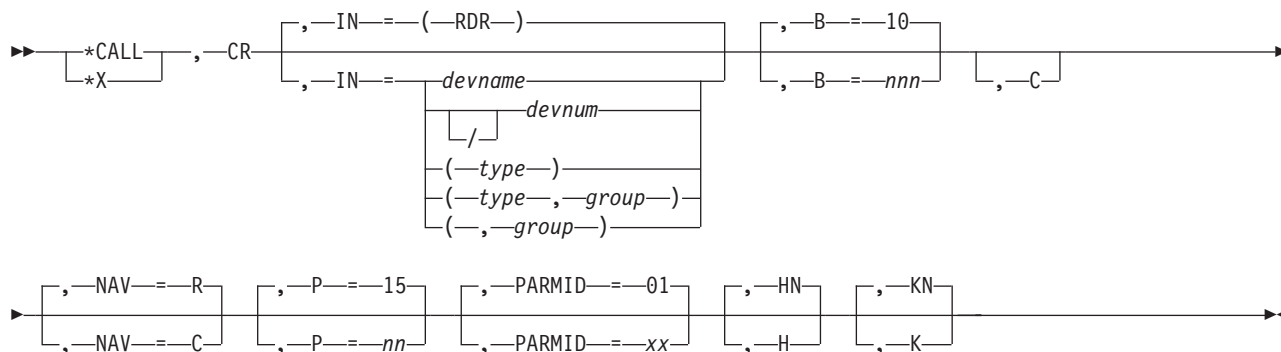 ,—IN—=—(—RDR—) ,—B—=—10
*CALL ,—CR
*X ,—IN—= devname ,—B—=—nnn ,—C
/ devnum
(—type—)
(—type—,—group—)
(—,—group—)
,—NAV—=—R ,—P—=—15 ,—PARMID—=—01 ,—HN ,—KN
,—NAV—=—C ,—P—=—nn ,—PARMID—=—xx ,—H ,—K